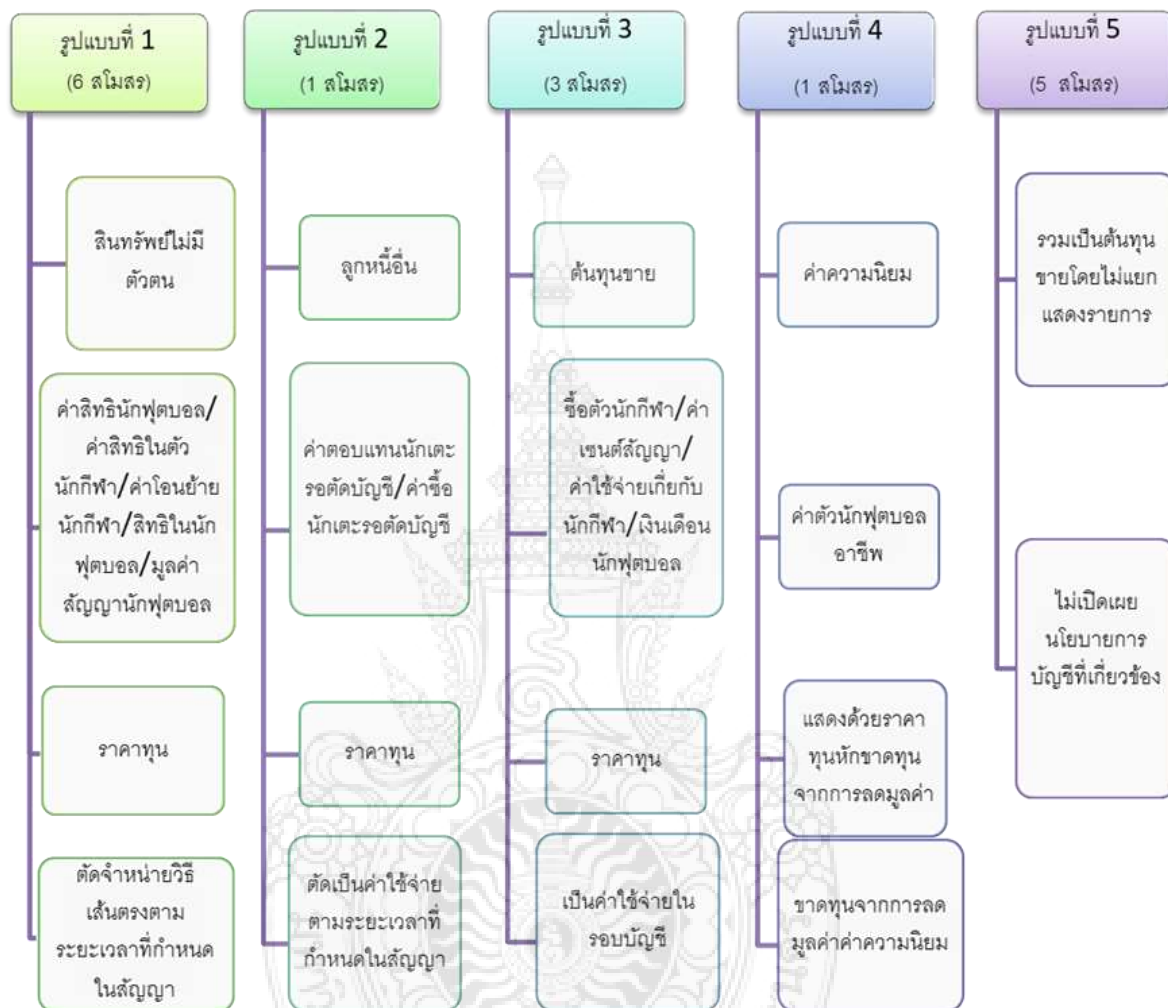 รูปแบบที่ 1
(6 สโมสร)
สินทรัพย์ไม่มี
ตัวตน
ค่าสิทธินักฟุตบอล/
ค่าสิทธิในตัว
นักกีฬา/ค่าโอนย้าย
นักกีฬา/สิทธิในนัก
ฟุตบอล/มูลค่า
สัญญานักฟุตบอล
ราคาทุน
ตัดจำหน่ายวิธี
เส้นตรงตาม
ระยะเวลาที่กำหนด
ในสัญญา
รูปแบบที่ 2
(1 สโมสร)
ลูกหนี้อื่น
ค่าตอบแทนนักเตะ
รอตัดบัญชี/ค่าซื้อ
นักเตะรอตัดบัญชี
ราคาทุน
ตัดเป็นค่าใช้จ่าย
ตามระยะเวลาที่
กำหนดในสัญญา
รูปแบบที่ 3
(3 สโมสร)
ต้นทุนขาย
ซื้อตัวนักกีฬา/ค่า
เซนต์สัญญา/
ค่าใช้จ่ายเกี่ยวกับ
นักกีฬา/เงินเดือน
นักฟุตบอล
ราคาทุน
เป็นค่าใช้จ่ายใน
รอบบัญชี
รูปแบบที่ 4
(1 สโมสร)
ค่าความนิยม
ค่าตัวนักฟุตบอล
อาชีพ
แสดงด้วยราคา
ทุนหักขาดทุน
จากการลดมูลค่า
ขาดทุนจากการลด
มูลค่าค่าความนิยม
รูปแบบที่ 5
(5 สโมสร)
รวมเป็นต้นทุน
ขายโดยไม่แยก
แสดงรายการ
ไม่เปิดเผย
นโยบายการ
บัญชีที่เกี่ยวข้อง